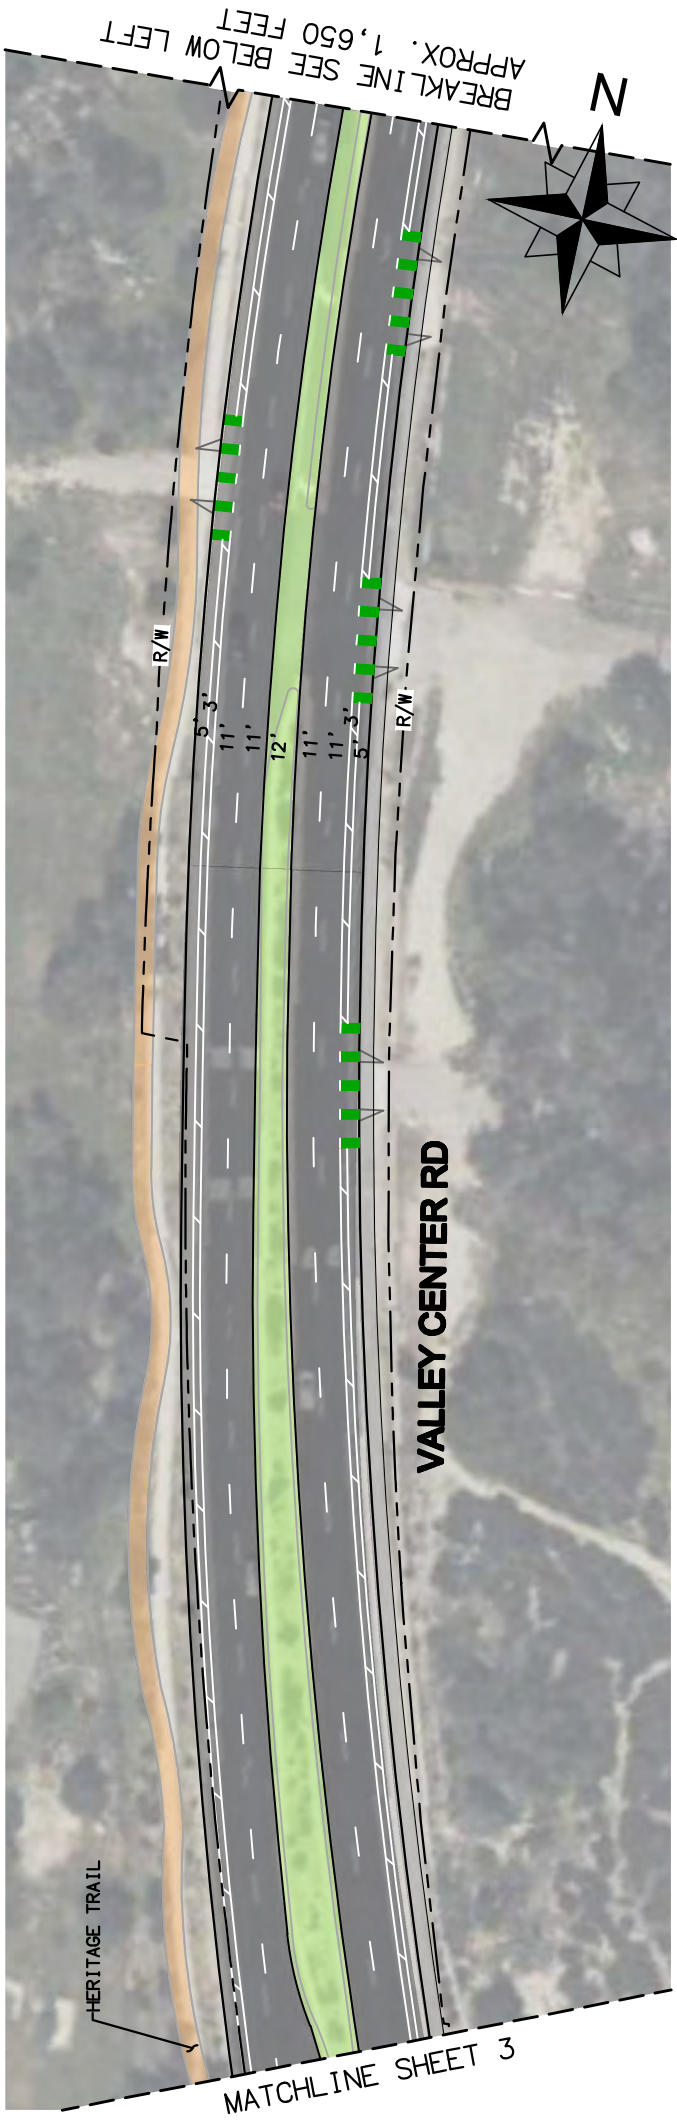 BREAKLINE SEE BELOW LEFT
APPROX. 1,650 FEET
N
R/W
R/W
5' 3' 11' 11' 12' 11' 11' 3' 5'
VALLEY CENTER RD
HERITAGE TRAIL
MATCHLINE SHEET 3